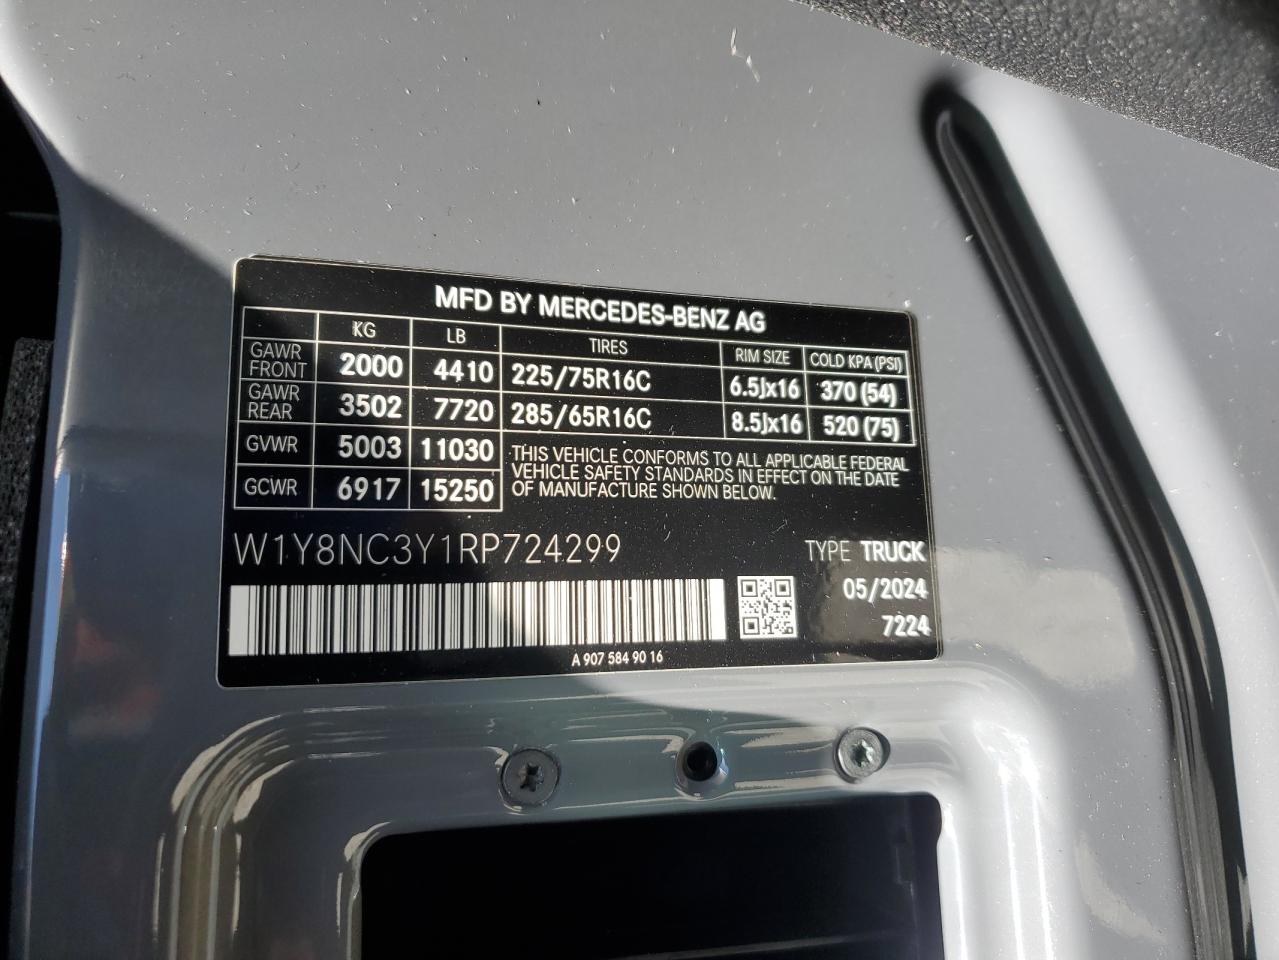 MFD BY MERCEDES-BENZ AG
KG LB TIRES RIM SIZE COLD KPA (PSI)
GAWR FRONT 2000 4410 225/75R16C 6.5Jx16 370 (54)
GAWR REAR 3502 7720 285/65R16C 8.5Jx16 520 (75)
GVWR 5003 11030
GCWR 6917 15250
THIS VEHICLE CONFORMS TO ALL APPLICABLE FEDERAL
VEHICLE SAFETY STANDARDS IN EFFECT ON THE DATE
OF MANUFACTURE SHOWN BELOW.
W1Y8NC3Y1RP724299
TYPE TRUCK
05/2024
7224
A 907 584 90 16